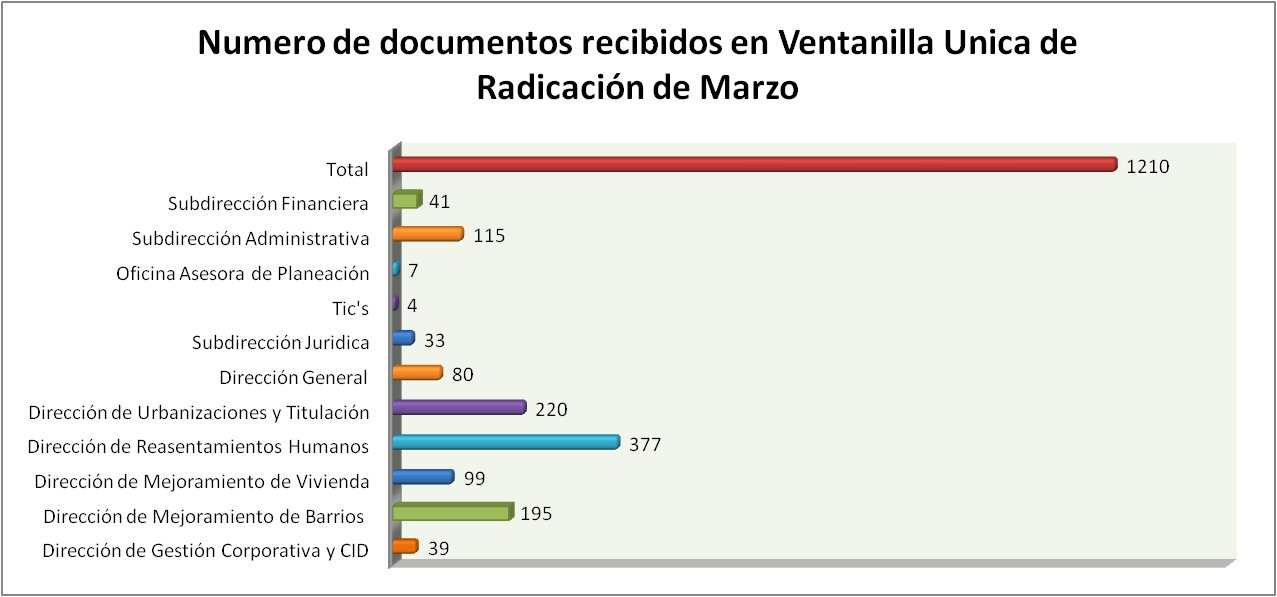 Numero de documentos recibidos en Ventanilla Unica de
Radicación de Marzo
Total 1210
Subdirección Financiera 41
Subdirección Administrativa 115
Oficina Asesora de Planeación 7
Tic's 4
Subdirección Juridica 33
Dirección General 80
Dirección de Urbanizaciones y Titulación 220
Dirección de Reasentamientos Humanos 377
Dirección de Mejoramiento de Vivienda 99
Dirección de Mejoramiento de Barrios 195
Dirección de Gestión Corporativa y CID 39